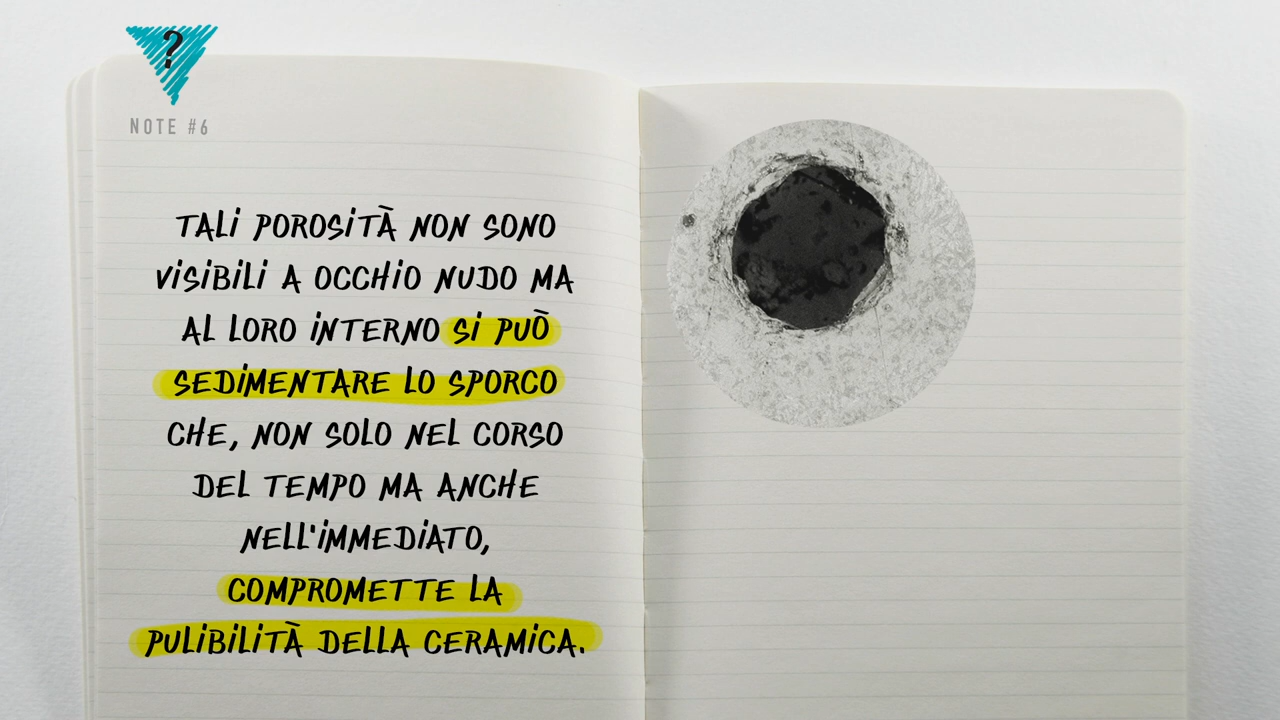 ?
NOTE #6
TALI POROSITÀ NON SONO
VISIBILI A OCCHIO NUDO MA
AL LORO INTERNO SI PUÒ
SEDIMENTARE LO SPORCO
CHE, NON SOLO NEL CORSO
DEL TEMPO MA ANCHE
NELL'IMMEDIATO,
COMPROMETTE LA
PULIBILITÀ DELLA CERAMICA.